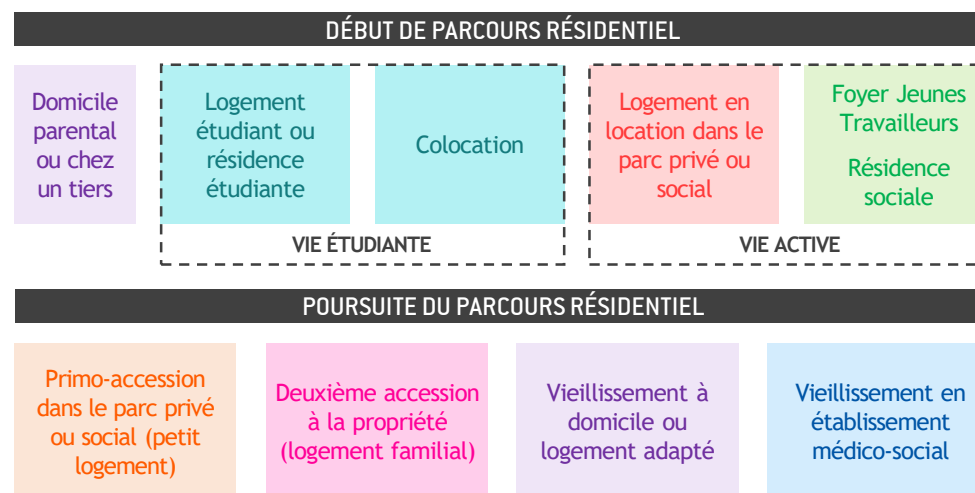 DÉBUT DE PARCOURS RÉSIDENTIEL
Domicile
parental
ou chez
un tiers
Logement
étudiant ou
résidence
étudiante
Colocation
VIE ÉTUDIANTE
Logement en
location dans le
parc privé ou
social
Foyer Jeunes
Travailleurs
Résidence
sociale
VIE ACTIVE
POURSUITE DU PARCOURS RÉSIDENTIEL
Primo-accession
dans le parc privé
ou social (petit
logement)
Deuxième accession
à la propriété
(logement familial)
Vieillissement à
domicile ou
logement adapté
Vieillissement en
établissement
médico-social